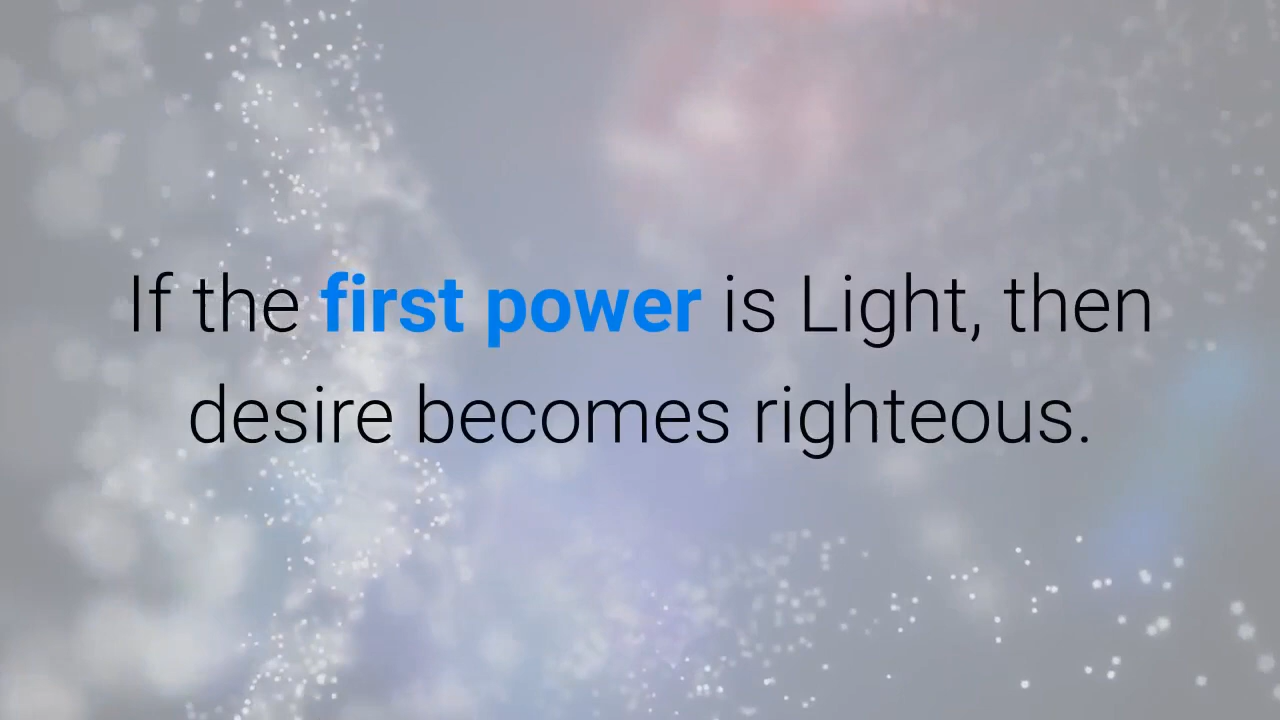 If the first power is Light, then
desire becomes righteous.